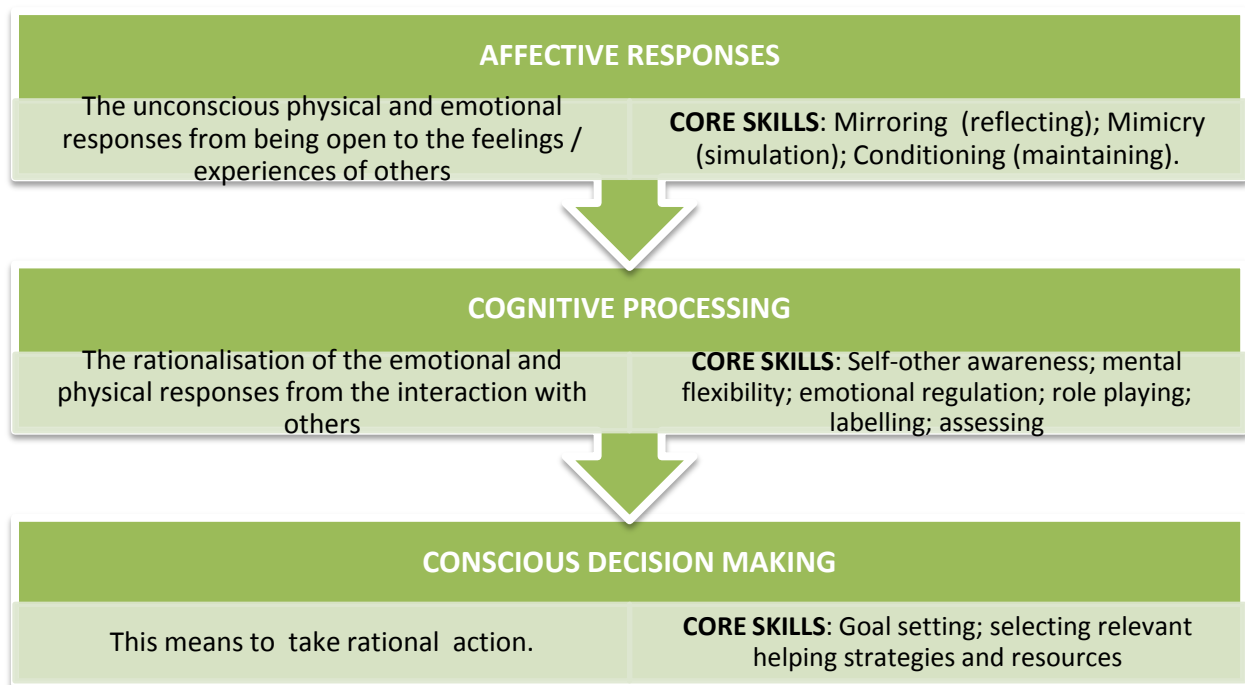 AFFECTIVE RESPONSES
The unconscious physical and emotional
responses from being open to the feelings /
experiences of others
CORE SKILLS: Mirroring (reflecting); Mimicry
(simulation); Conditioning (maintaining).
COGNITIVE PROCESSING
The rationalisation of the emotional and
physical responses from the interaction with
others
CORE SKILLS: Self-other awareness; mental
flexibility; emotional regulation; role playing;
labelling; assessing
CONSCIOUS DECISION MAKING
This means to take rational action.
CORE SKILLS: Goal setting; selecting relevant
helping strategies and resources